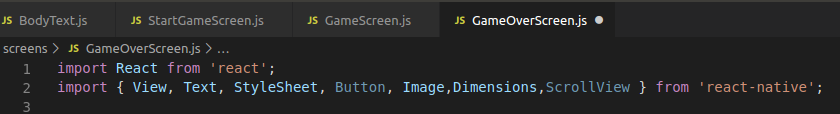 JS BodyText.js JS StartGameScreen.js JS GameScreen.js JS GameOverScreen.js
screens > JS GameOverScreen.js > ...
1 import React from 'react';
2 import { View, Text, StyleSheet, Button, Image,Dimensions,ScrollView } from 'react-native';
3